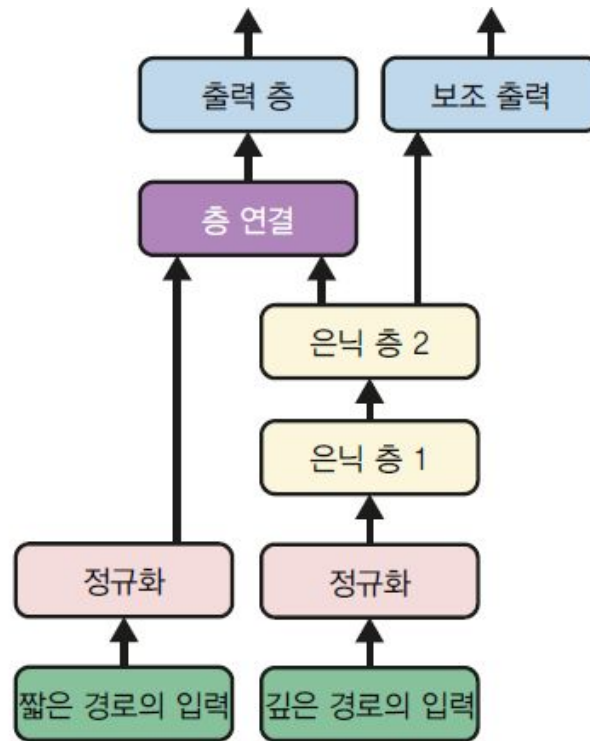 출력 층
보조 출력
층 연결
은닉 층 2
은닉 층 1
정규화
정규화
짧은 경로의 입력
깊은 경로의 입력